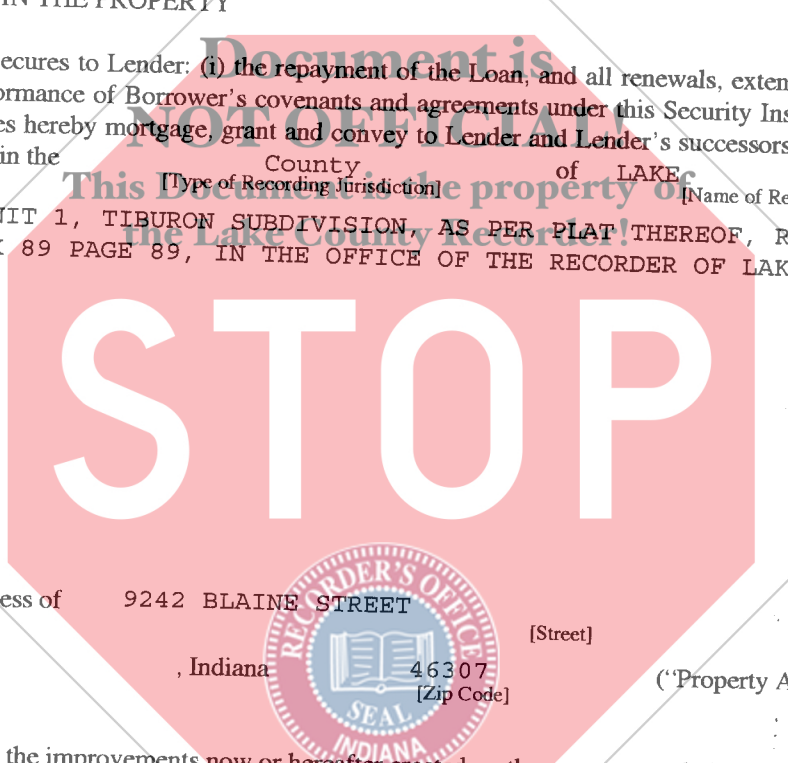 IN THE PROPERTY
Document is
ecures to Lender: (i) the repayment of the Loan, and all renewals, exten
ormance of Borrower's covenants and agreements under this Security Ins
NOT OFFICIAL!
es hereby mortgage, grant and convey to Lender and Lender's successors
in the County of LAKE
This Document is the property of
[Type of Recording Jurisdiction] [Name of Re
NIT 1, TIBURON SUBDIVISION, AS PER PLAT THEREOF, R
the Lake County Recorder!
89 PAGE 89, IN THE OFFICE OF THE RECORDER OF LAK
STOP
ess of 9242 BLAINE STREET
[Street]
, Indiana 46307 ("Property A
[Zip Code]
RECORDER'S OFFICE
SEAL
INDIANA
the improvements now or hereafter erected